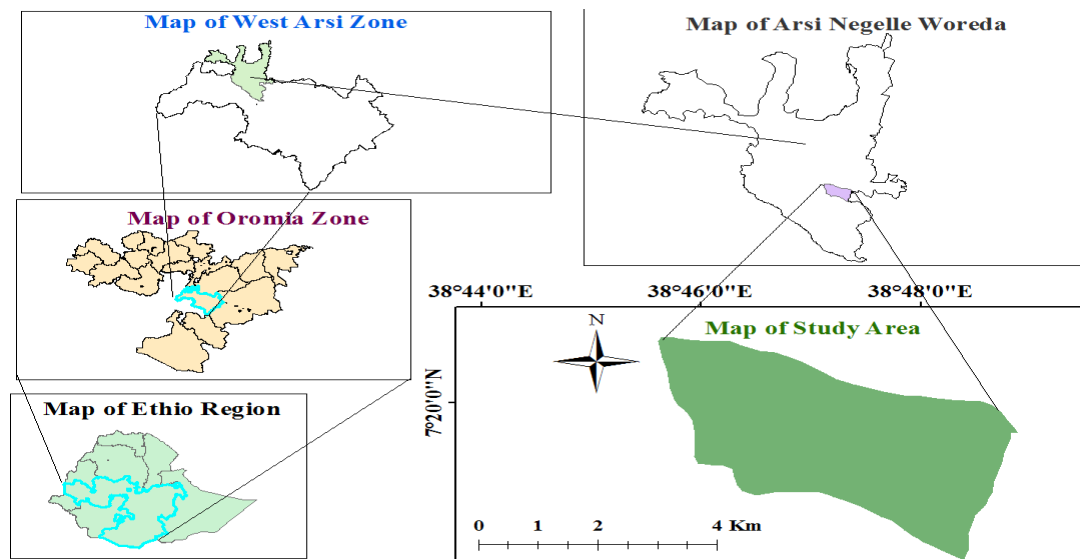 Map of West Arsi Zone
Map of Arsi Negelle Woreda
Map of Oromia Zone
38°44'0"E
38°46'0"E
38°48'0"E
Map of Study Area
N
7°20'0"N
Map of Ethio Region
0 1 2 4 Km